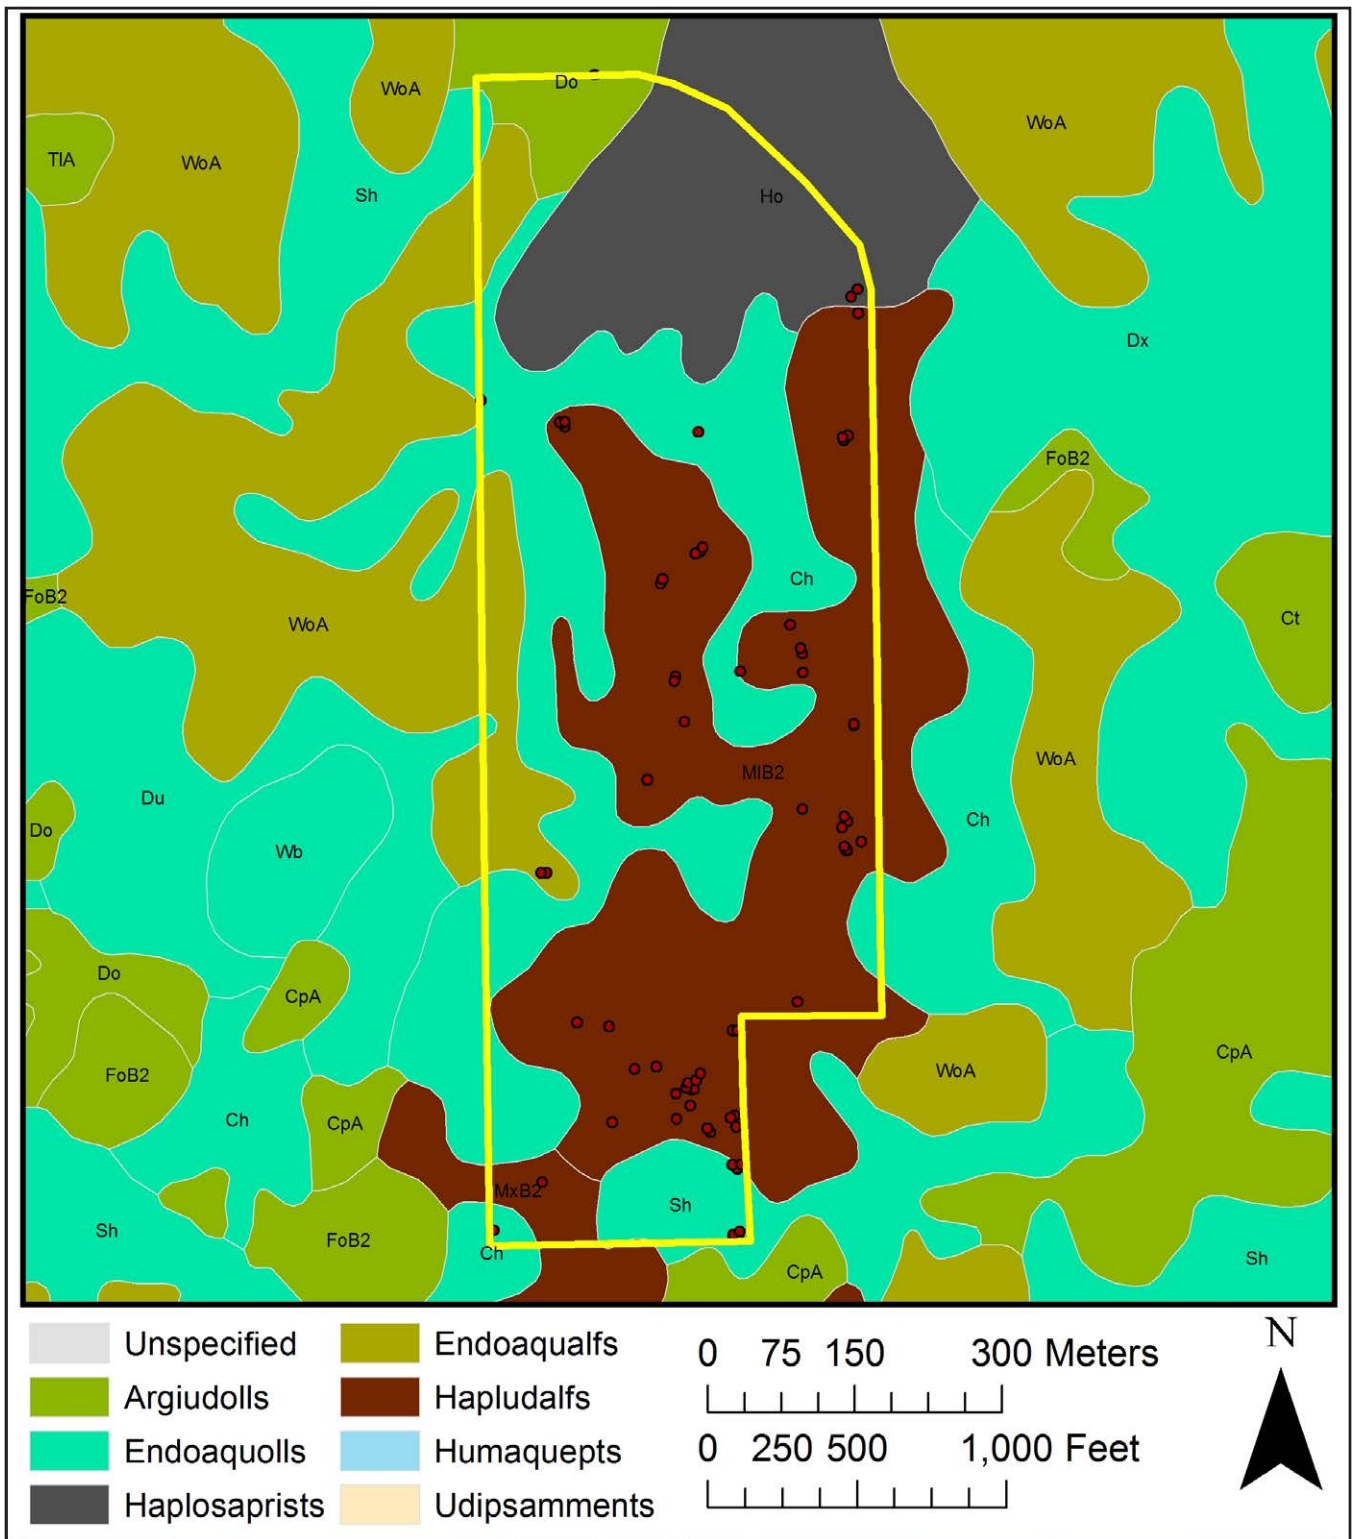 Do
WoA
WoA
TlA
WoA
Sh
Ho
Dx
FoB2
Ch
FoB2
Ct
WoA
WoA
MIB2
Du
Ch
Do
Wb
Do
CpA
CpA
FoB2
WoA
Ch
CpA
MxB2
Sh
Sh
FoB2
Ch
CpA
Sh
Unspecified
Argiudolls
Endoaquolls
Haplosaprists
Endoaqualfs
Hapludalfs
Humaquepts
Udipsamments
0 75 150 300 Meters
0 250 500 1,000 Feet
N